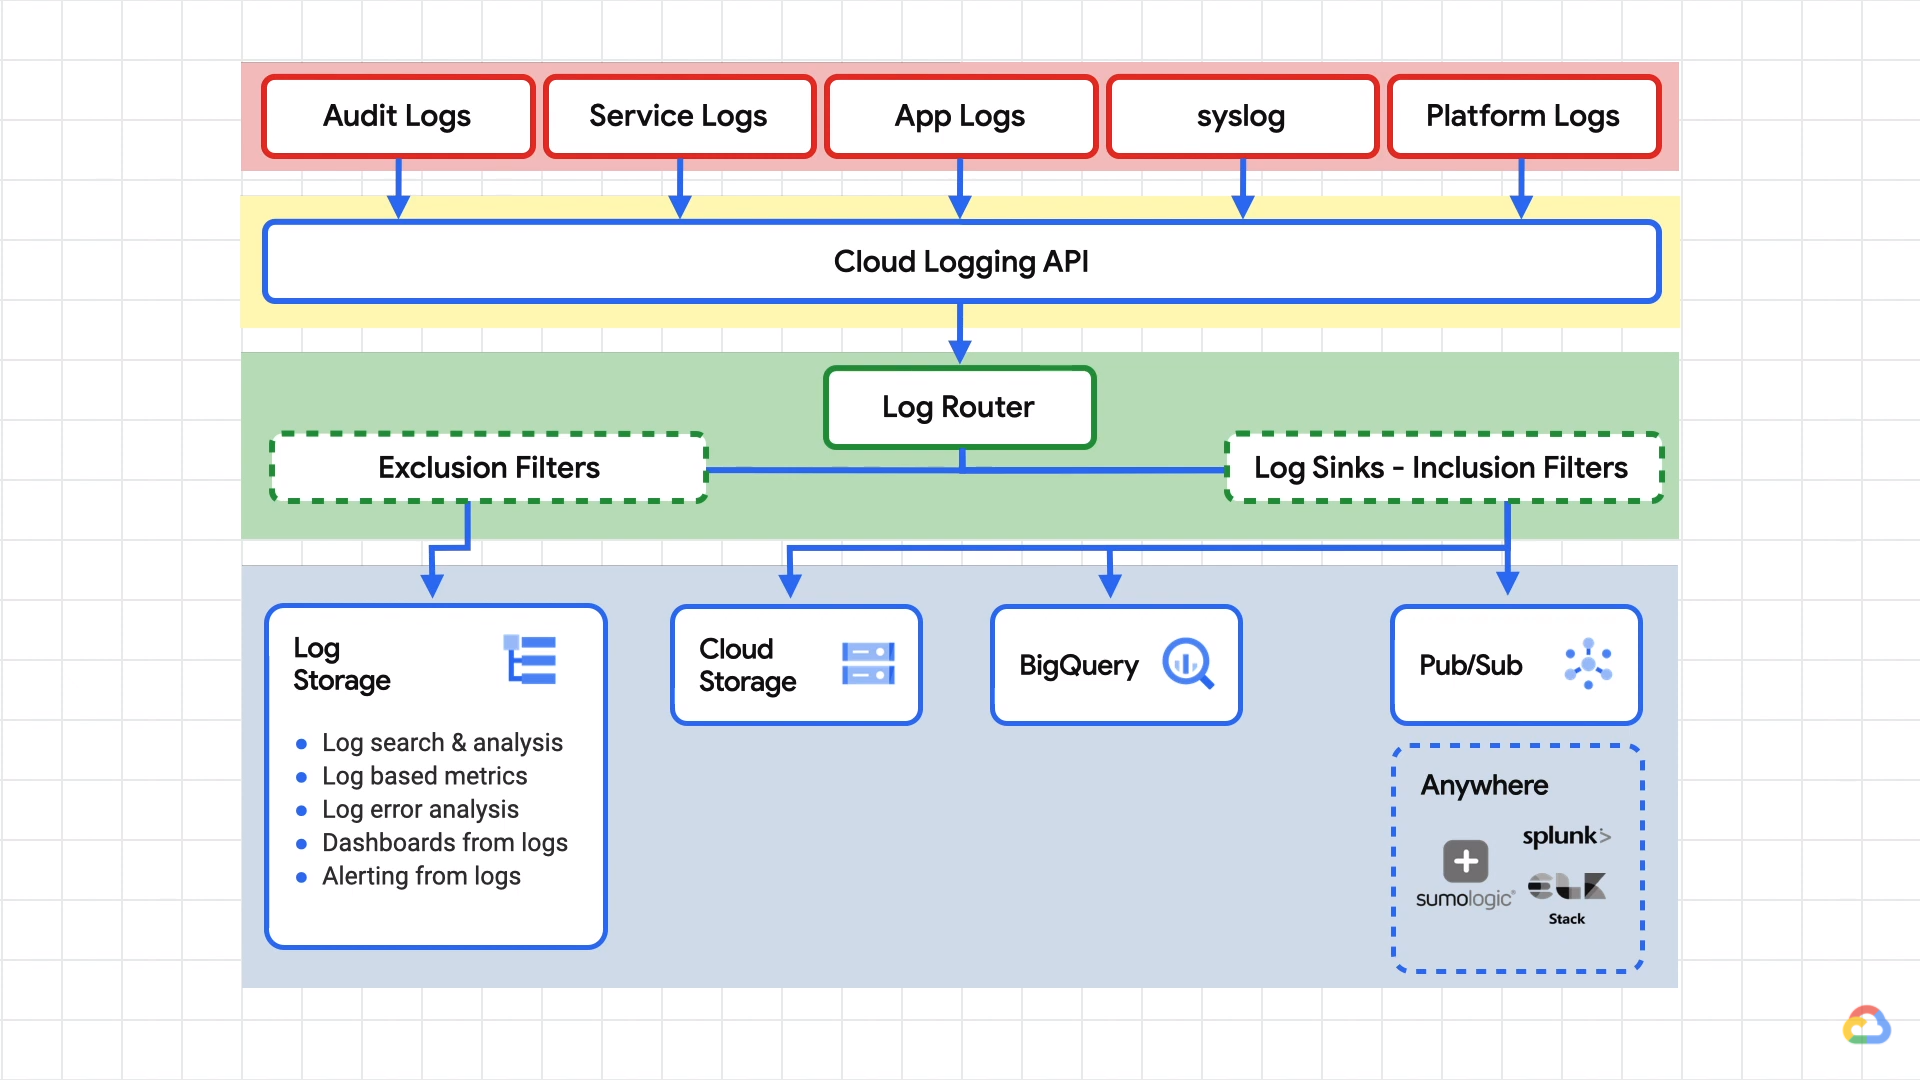 Audit Logs
Service Logs
App Logs
syslog
Platform Logs
Cloud Logging API
Log Router
Exclusion Filters
Log Sinks - Inclusion Filters
Log
Storage
Log search & analysis
Log based metrics
Log error analysis
Dashboards from logs
Alerting from logs
Cloud
Storage
BigQuery
Pub/Sub
Anywhere
splunk>
sumologic
ELK
Stack